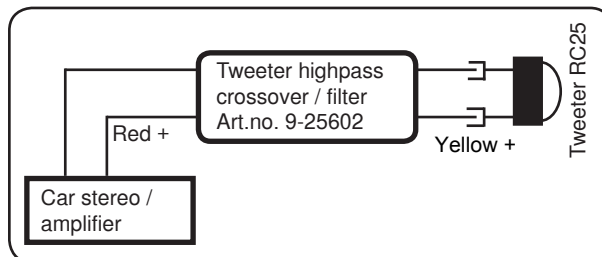 Tweeter highpass
crossover / filter
Art.no. 9-25602
Tweeter RC25
Red +
Yellow +
Car stereo /
amplifier